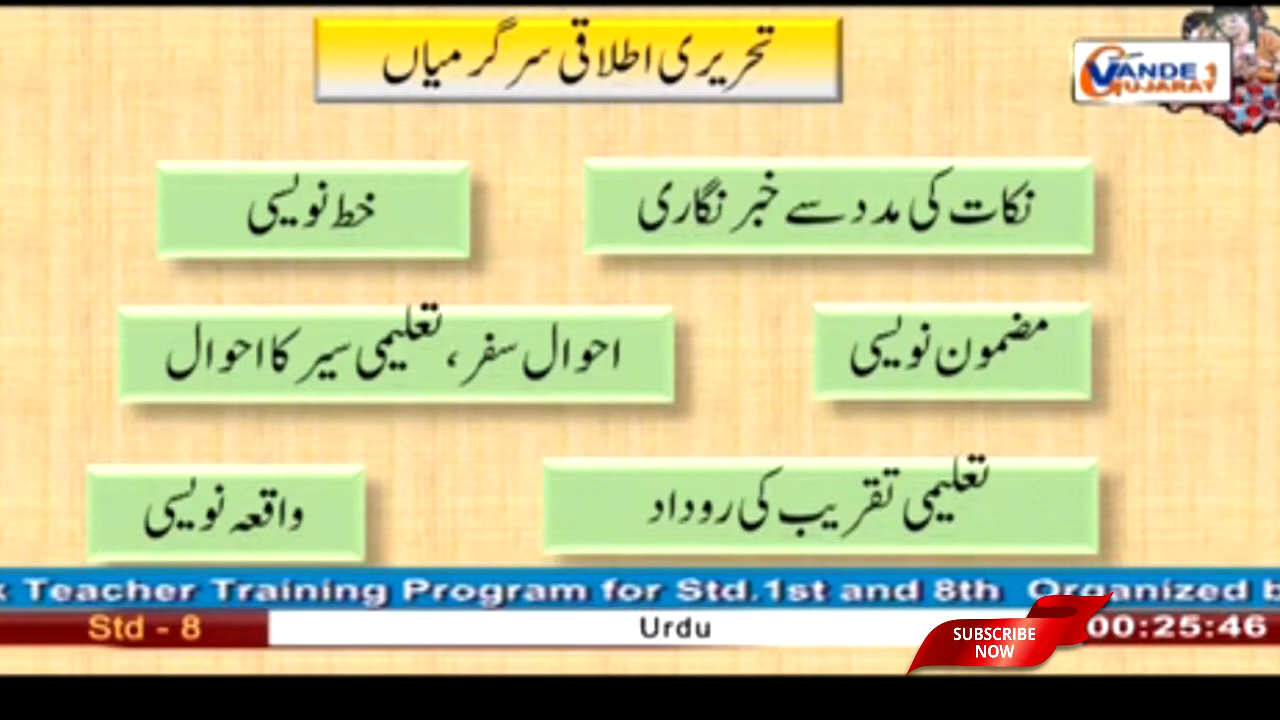 تحریری اطلاقی سرگرمیاں
VANDE 1
GUJARAT
نکات کی مدد سے خبر نگاری
خط نویسی
مضمون نویسی
احوال سفر، تعلیمی سیر کا احوال
تعلیمی تقریب کی روداد
واقعہ نویسی
Teacher Training Program for Std.1st and 8th Organized
Std - 8
Urdu
SUBSCRIBE
NOW
00:25:46